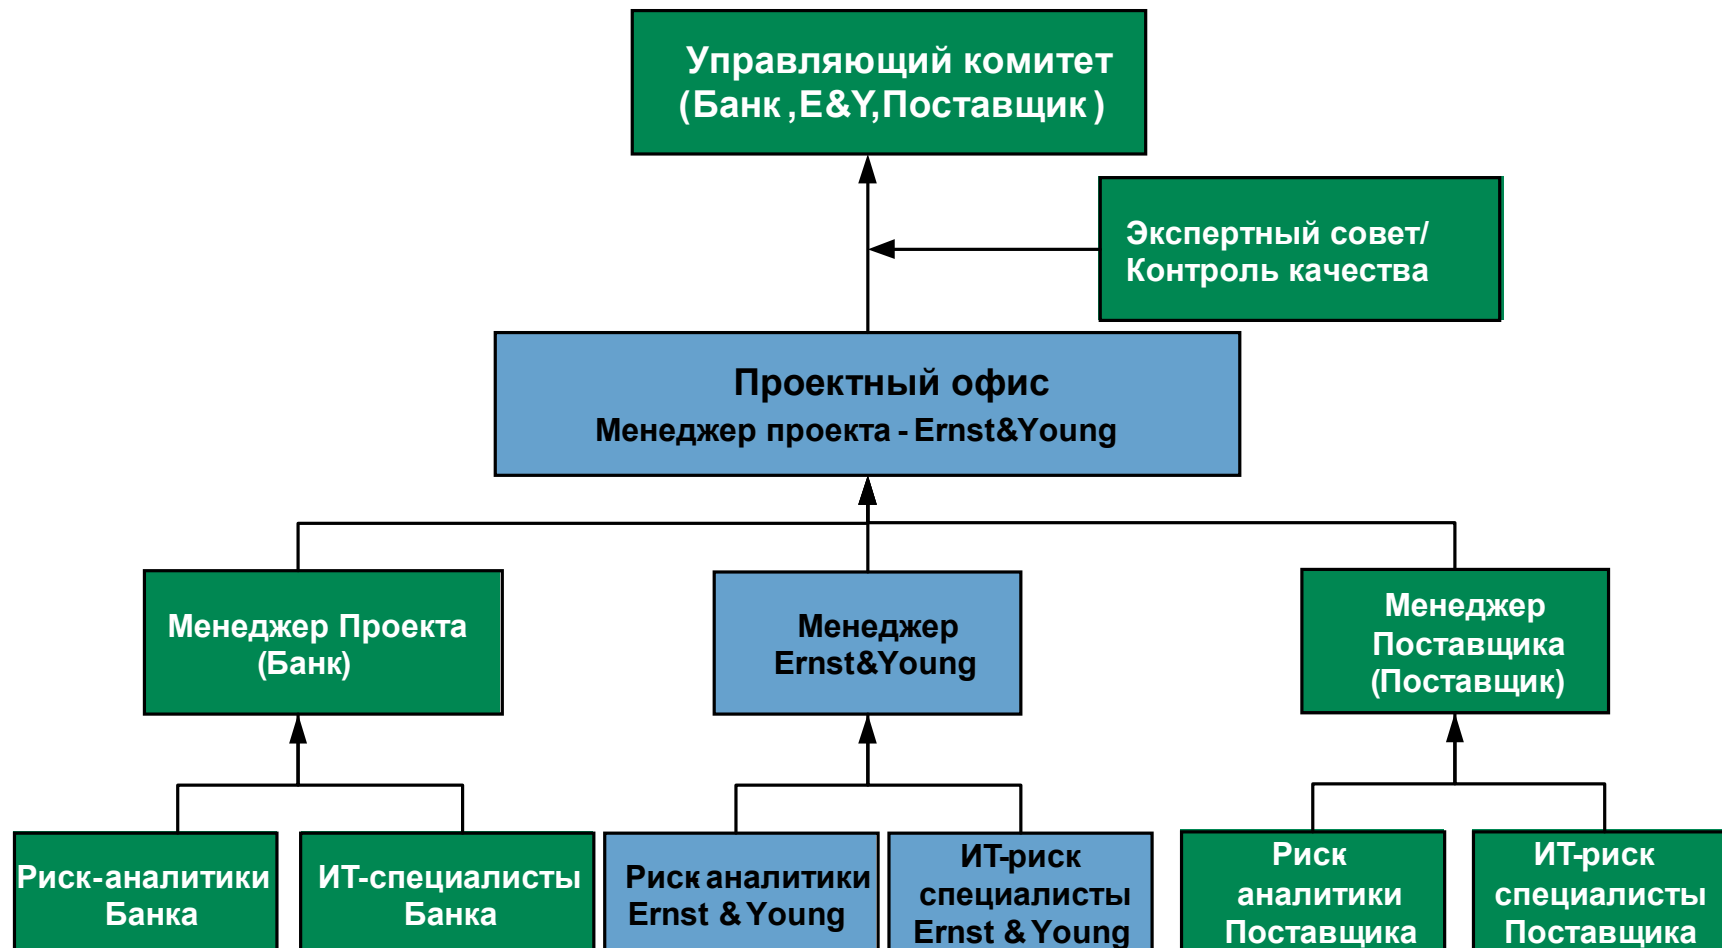 Управляющий комитет
(Банк ,E&Y,Поставщик )
Экспертный совет/
Контроль качества
Проектный офис
Менеджер проекта - Ernst&Young
Менеджер Проекта
(Банк)
Менеджер
Ernst&Young
Менеджер
Поставщика
(Поставщик)
Риск-аналитики
Банка
ИТ-специалисты
Банка
Риск аналитики
Ernst & Young
ИТ-риск
специалисты
Ernst & Young
Риск
аналитики
Поставщика
ИТ-риск
специалисты
Поставщика